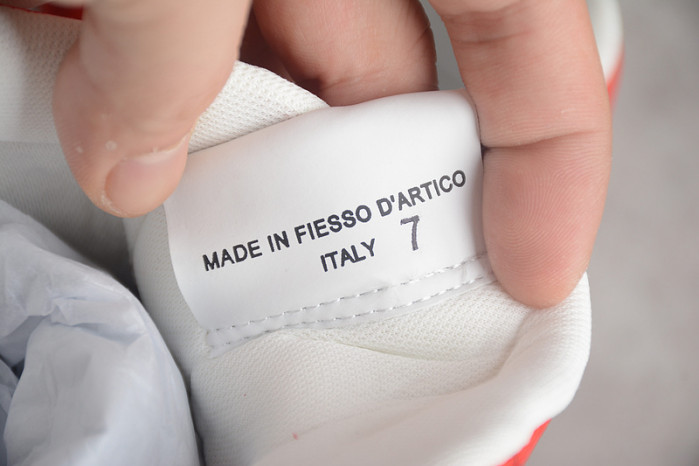 MADE IN FIESSO D'ARTICO
ITALY 7